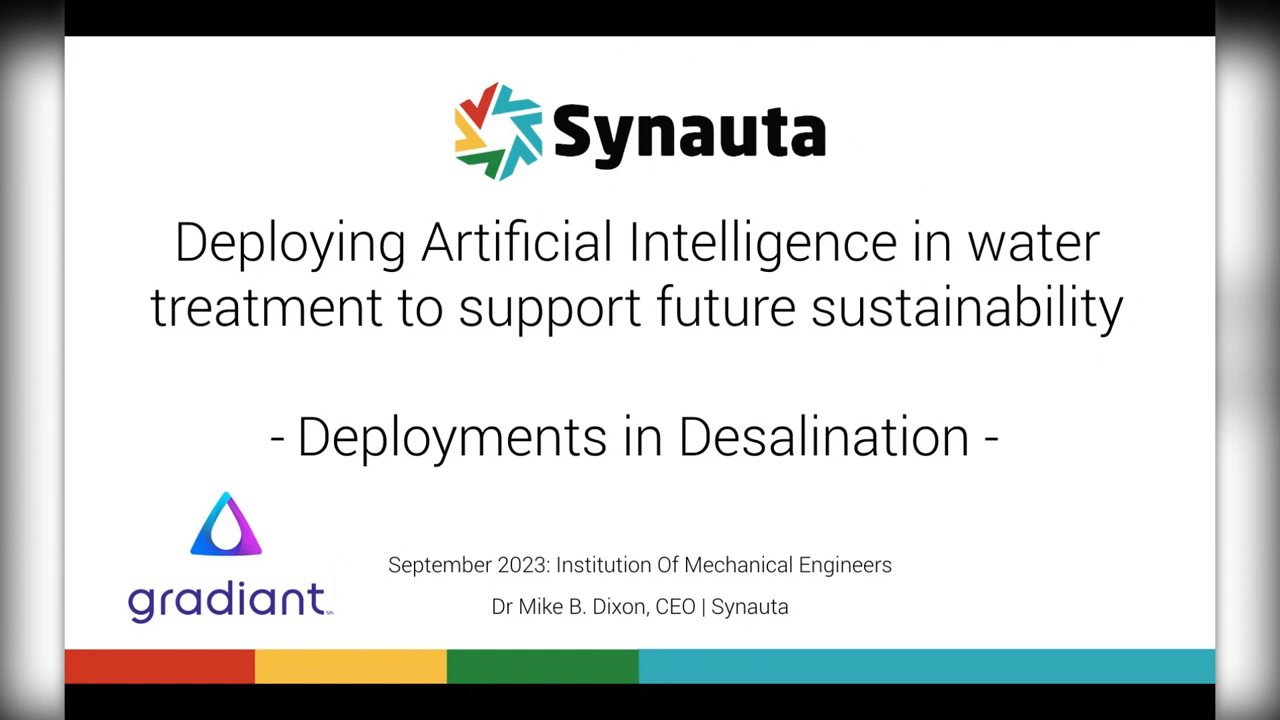 Synauta
Deploying Artificial Intelligence in water
treatment to support future sustainability
- Deployments in Desalination -
gradiant™
September 2023: Institution Of Mechanical Engineers
Dr Mike B. Dixon, CEO | Synauta